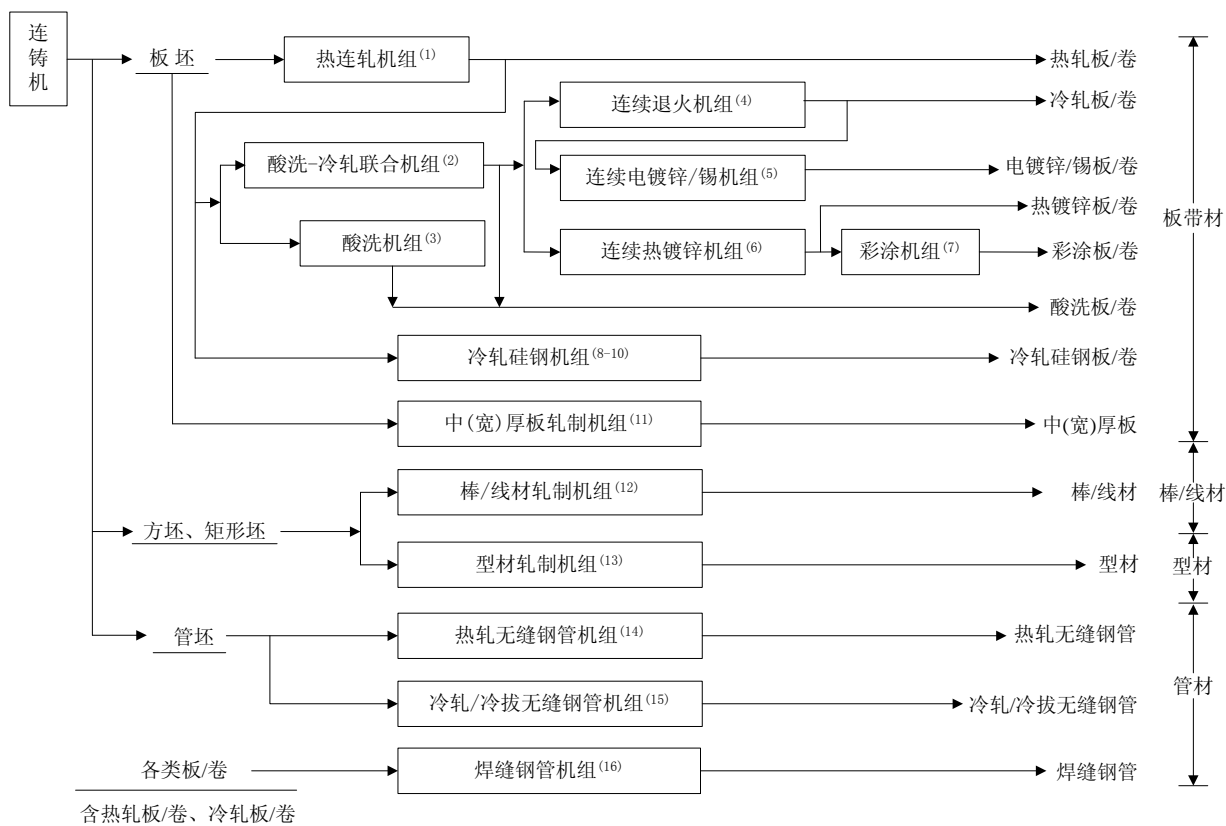 连铸机
板坯
热连轧机组(1)
热轧板/卷
连续退火机组(4)
冷轧板/卷
酸洗-冷轧联合机组(2)
连续电镀锌/锡机组(5)
电镀锌/锡板/卷
热镀锌板/卷
板带材
酸洗机组(3)
连续热镀锌机组(6)
彩涂机组(7)
彩涂板/卷
酸洗板/卷
冷轧硅钢机组(8-10)
冷轧硅钢板/卷
中(宽)厚板轧制机组(11)
中(宽)厚板
棒/线材轧制机组(12)
棒/线材
棒/线材
方坯、矩形坯
型材轧制机组(13)
型材
型材
管坯
热轧无缝钢管机组(14)
热轧无缝钢管
管材
冷轧/冷拔无缝钢管机组(15)
冷轧/冷拔无缝钢管
各类板/卷
焊缝钢管机组(16)
焊缝钢管
含热轧板/卷、冷轧板/卷